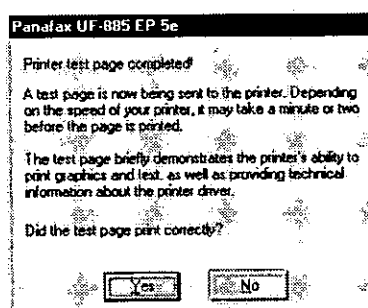 Panafax UF-885 EP 5e
Printer test page completed!
A test page is now being sent to the printer. Depending
on the speed of your printer, it may take a minute or two
before the page is printed.
The test page briefly demonstrates the printer's ability to
print graphics and text, as well as providing technical
information about the printer driver.
Did the test page print correctly?
Yes
No